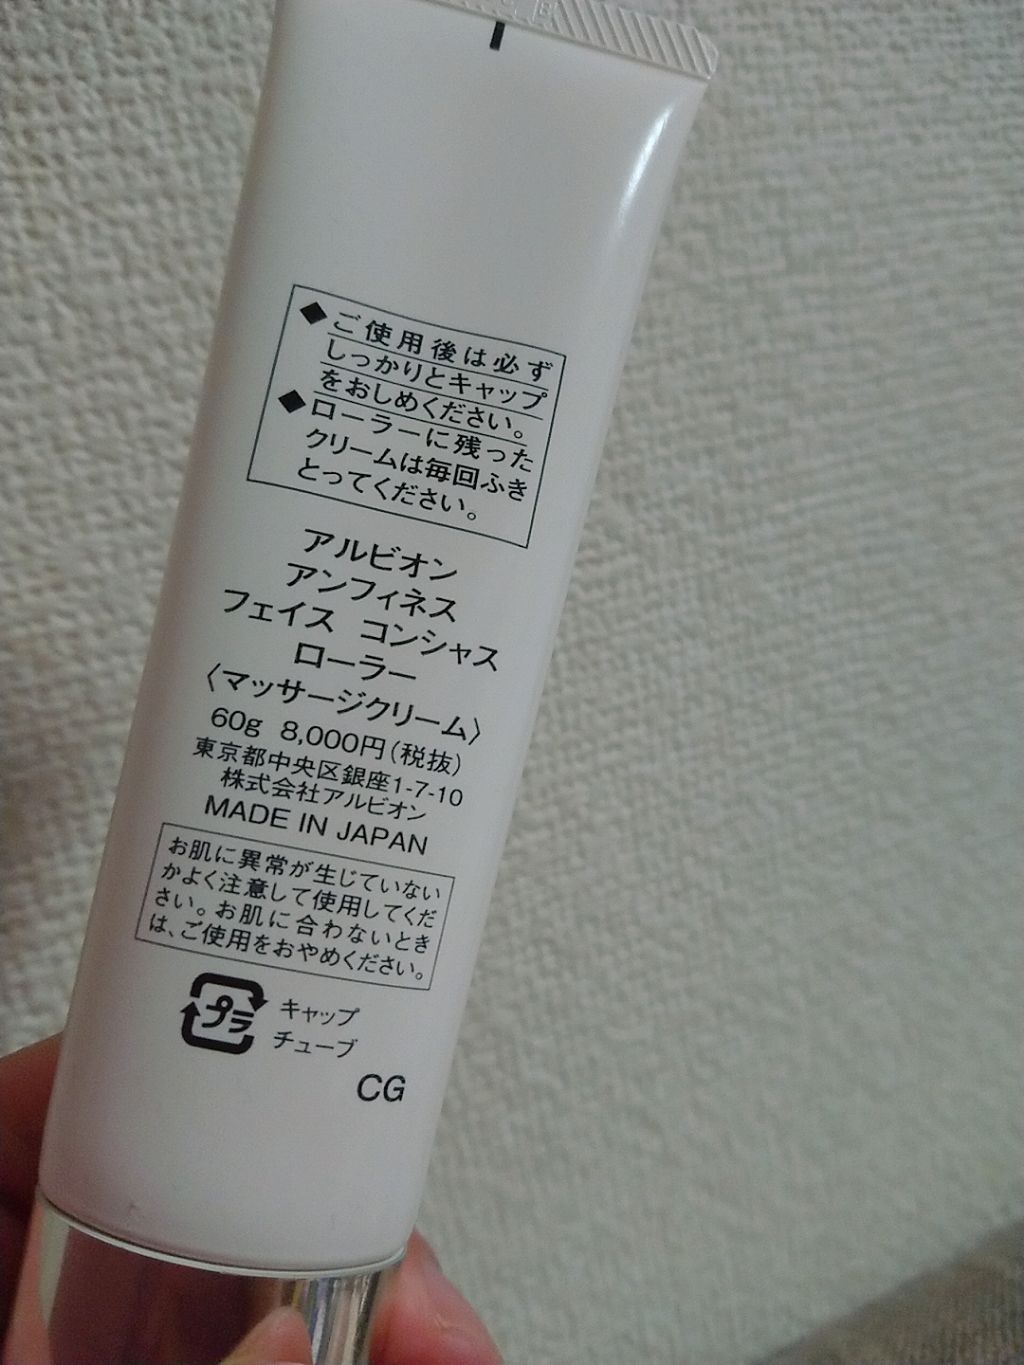 ◆ご使用後は必ず
しっかりとキャップ
をおしめください。
◆ローラーに残った
クリームは毎回ふき
とってください。
アルビオン
アンフィネス
フェイス コンシャス
ローラー
〈マッサージクリーム〉
60g 8,000円(税抜)
東京都中央区銀座1-7-10
株式会社アルビオン
MADE IN JAPAN
お肌に異常が生じていない
かよく注意して使用してくだ
さい。お肌に合わないとき
は、ご使用をおやめください。
プラ キャップ
チューブ
CG